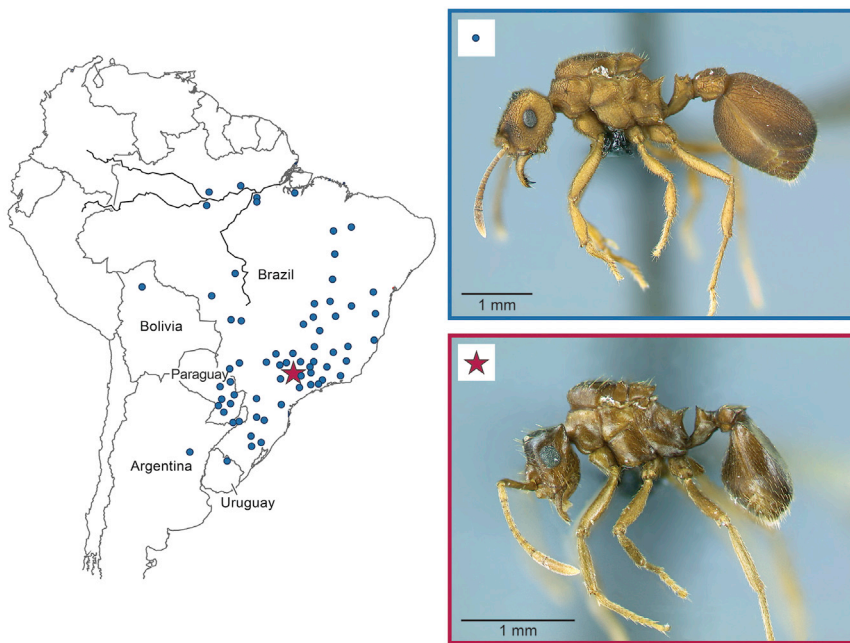 Brazil
Bolivia
Paraguay
Argentina
Uruguay
1 mm
1 mm